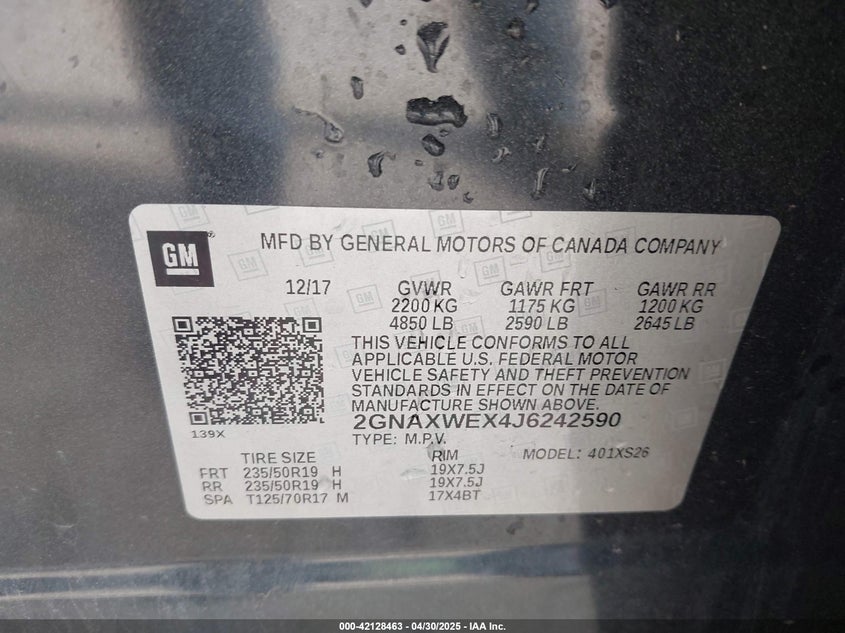 GM
MFD BY GENERAL MOTORS OF CANADA COMPANY
12/17 GVWR GAWR FRT GAWR RR
2200 KG 1175 KG 1200 KG
4850 LB 2590 LB 2645 LB
THIS VEHICLE CONFORMS TO ALL
APPLICABLE U.S. FEDERAL MOTOR
VEHICLE SAFETY AND THEFT PREVENTION
STANDARDS IN EFFECT ON THE DATE OF
MANUFACTURE SHOWN ABOVE.
2GNAXWEX4J6242590
139X
TYPE: M.P.V. MODEL: 401XS26
TIRE SIZE RIM
FRT 235/50R19 H 19X7.5J
RR 235/50R19 H 19X7.5J
SPA T125/70R17 M 17X4BT
000-42128463 - 04/30/2025 - IAA Inc.